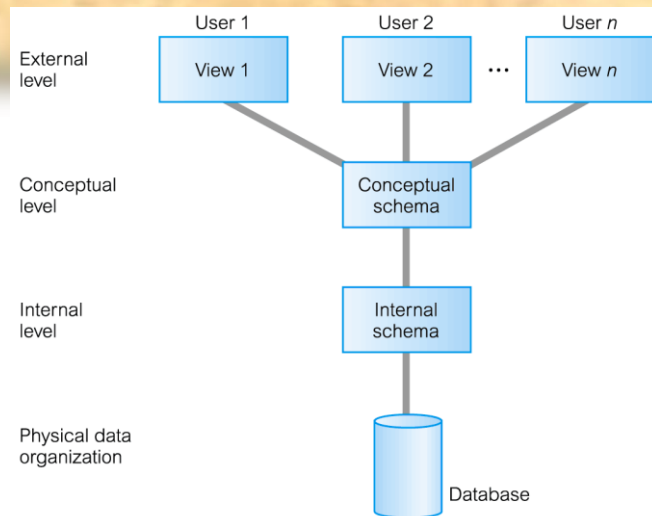 User 1
User 2
User n
External
level
View 1
View 2
...
View n
Conceptual
level
Conceptual
schema
Internal
level
Internal
schema
Physical data
organization
Database